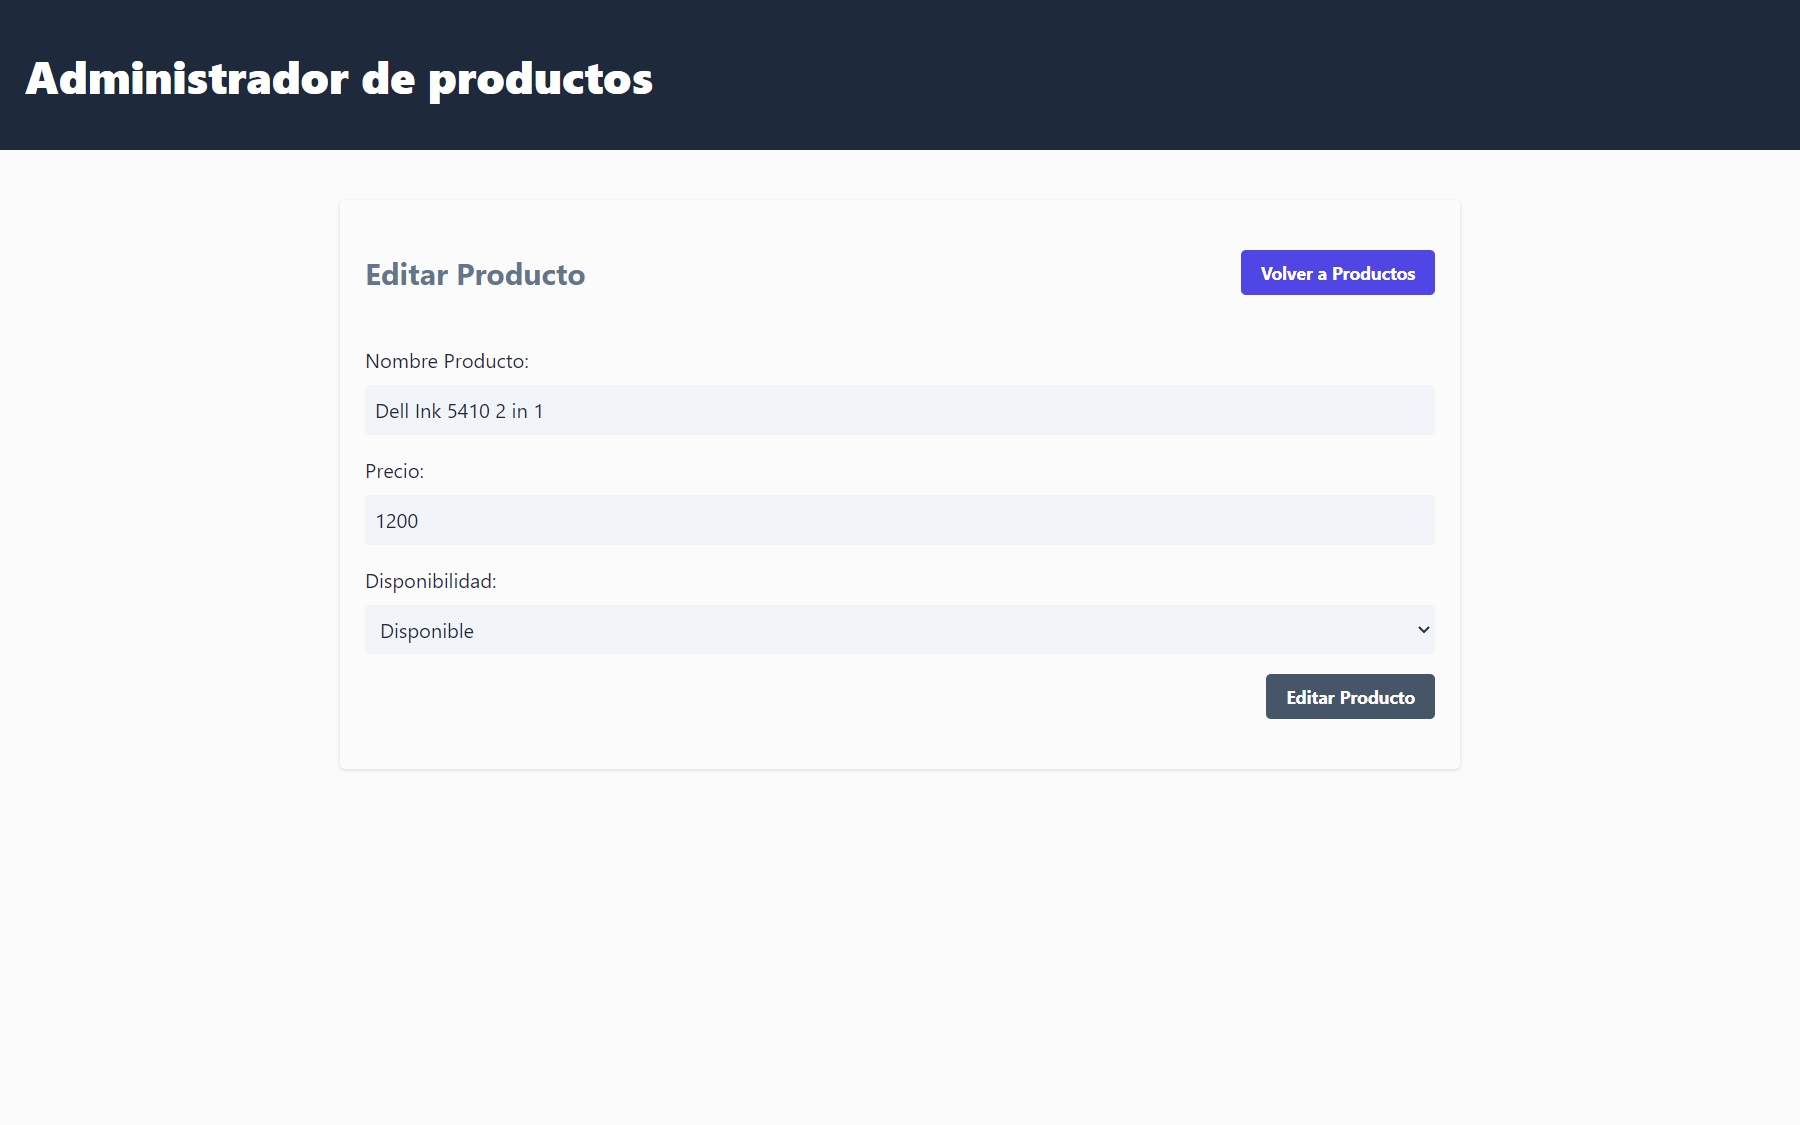 Administrador de productos
Editar Producto
Volver a Productos
Nombre Producto:
Dell Ink 5410 2 in 1
Precio:
1200
Disponibilidad:
Disponible
Editar Producto